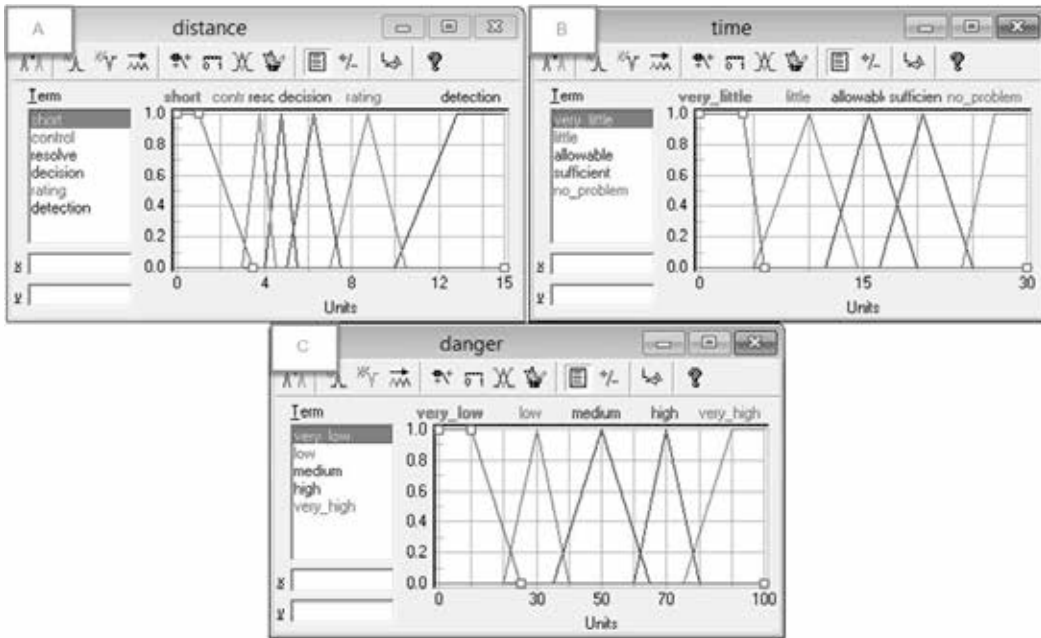 A
distance
Term
short
control
resolve
decision
rating
detection
short contr resc decision rating detection
1.0
0.8
0.6
0.4
0.2
0.0
0 4 8 12 15
Units
B
time
Term
very_little
little
allowable
sufficient
no_problem
very_little little allowabl sufficien no_problem
1.0
0.8
0.6
0.4
0.2
0.0
0 15 30
Units
C
danger
Term
very_low
low
medium
high
very_high
very_low low medium high very_high
1.0
0.8
0.6
0.4
0.2
0.0
0 30 50 70 100
Units